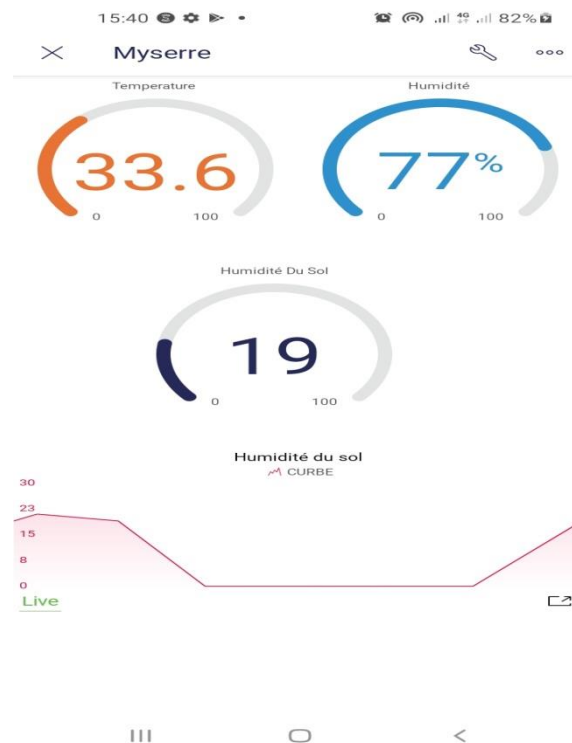 15:40 4G 82%
Myserre
Temperature Humidité
33.6 77%
0 100 0 100
Humidité Du Sol
19
0 100
Humidité du sol
CURBE
30
23
15
8
0
Live